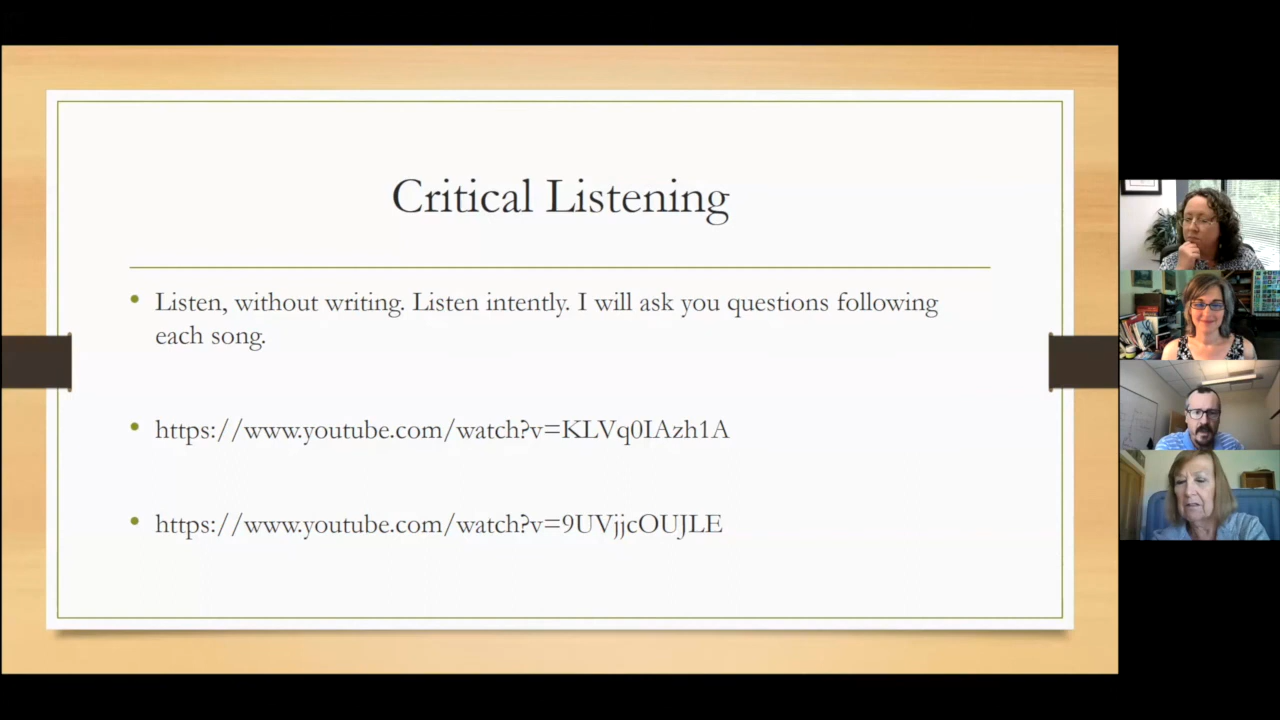 Critical Listening
Listen, without writing. Listen intently. I will ask you questions following
each song.
https://www.youtube.com/watch?v=KLVq0IAzh1A
https://www.youtube.com/watch?v=9UVjjcOUJLE